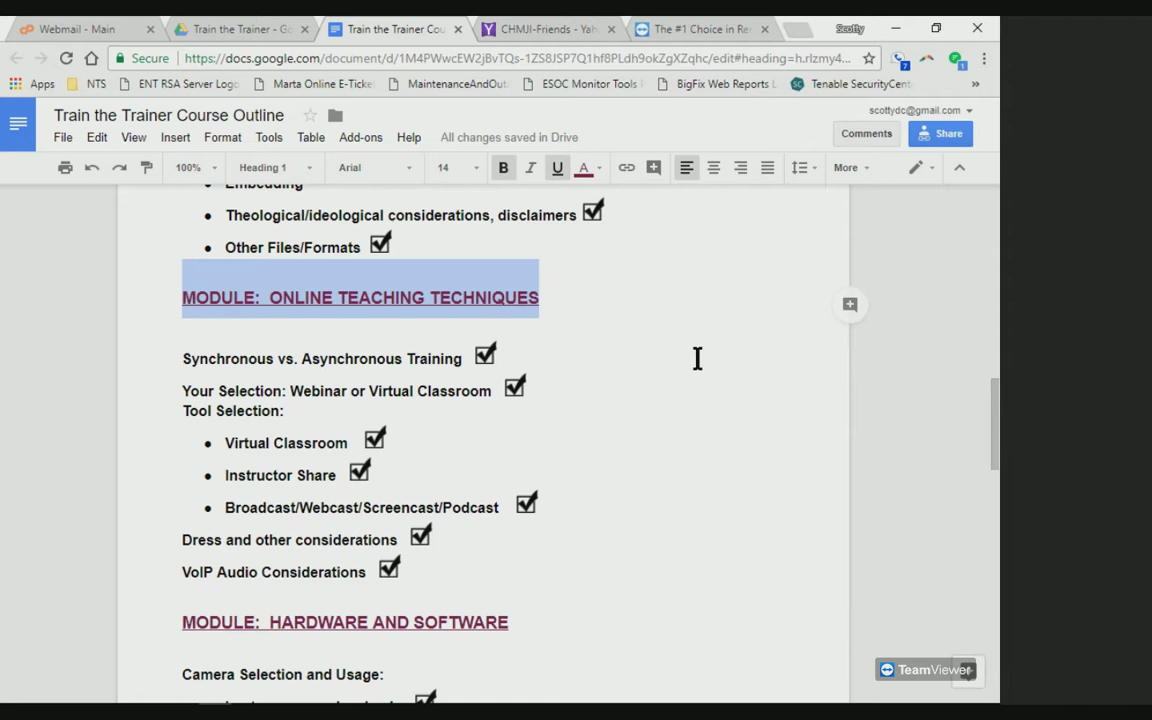 Webmail - Main
Train the Trainer - Go
Train the Trainer Cou
CHMJI-Friends - Yah
The #1 Choice in Re
Scotty
Secure https://docs.google.com/document/d/1M4PWwcEW2jBvTQs-1ZS8JSP7Q1hf8PLdh9okZgXZqhc/edit#heading=h.rlzmy4...
Apps NTS ENT RSA Server Logo Marta Online E-Ticke MaintenanceAndOut ESOC Monitor Tools BigFix Web Reports L Tenable SecurityCent »
Train the Trainer Course Outline
scottydc@gmail.com
File Edit View Insert Format Tools Table Add-ons Help All changes saved in Drive
Comments Share
100% Heading 1 Arial 14 B I U A More
Embedding
Theological/ideological considerations, disclaimers
Other Files/Formats
MODULE: ONLINE TEACHING TECHNIQUES
Synchronous vs. Asynchronous Training
Your Selection: Webinar or Virtual Classroom
Tool Selection:
Virtual Classroom
Instructor Share
Broadcast/Webcast/Screencast/Podcast
Dress and other considerations
VoIP Audio Considerations
MODULE: HARDWARE AND SOFTWARE
Camera Selection and Usage:
TeamViewer